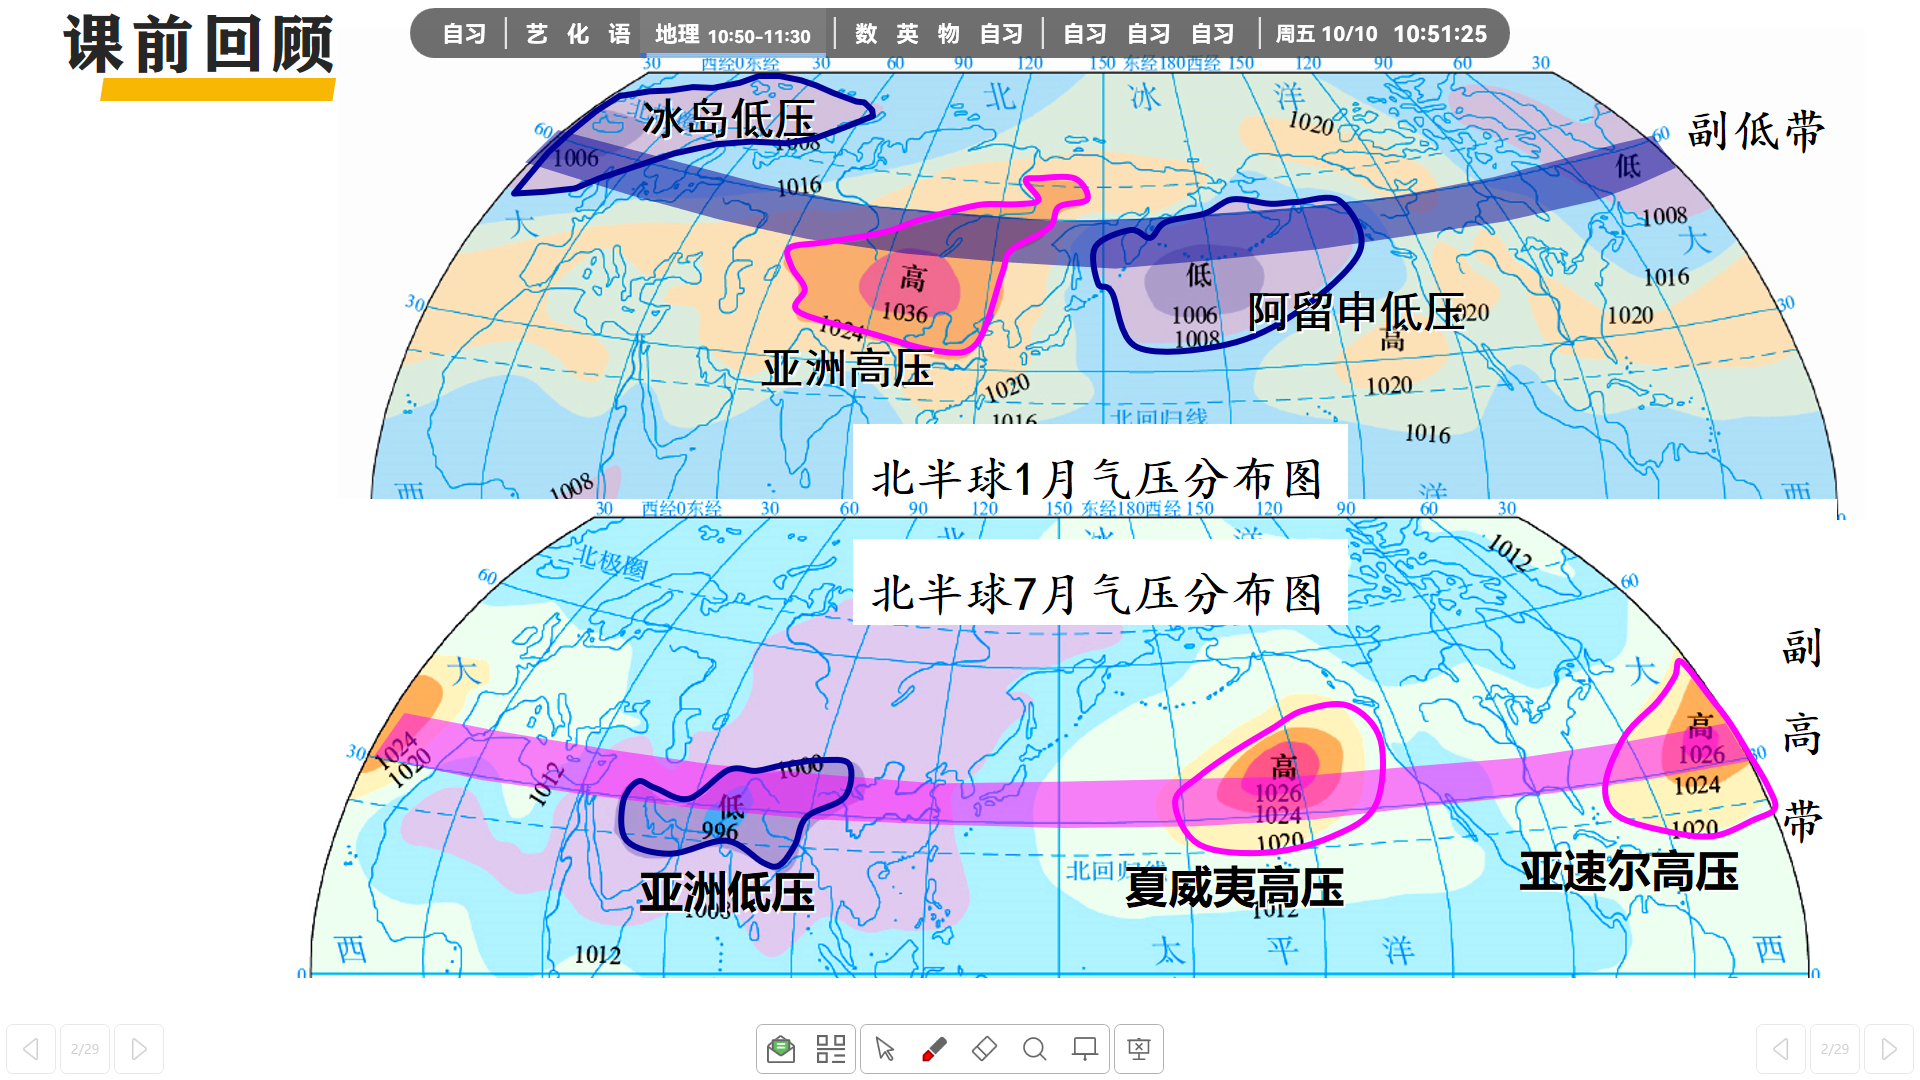 课前回顾
自习 | 艺 化 语 地理 10:50-11:30 | 数 英 物 自习 | 自习 自习 自习 | 周五 10/10 10:51:25
30 西经0东经 30 60 90 120 150 东经180西经 150 120 90 60 30
北 冰 洋
冰岛低压
1020
副低带
60
60
1006
1008
低
1016
1008
大
大
高
低
1016
30
30
1036
1006
阿留申低压
1020
1020
1024
1008
高
亚洲高压
1020
1020
1016
北回归线
1016
北半球1月气压分布图
1008
西
洋
西
0
30 西经0东经 30 60 90 120 150 东经180西经 150 120 90 60 30
北 冰 洋
1012
北极圈
60
60
北半球7月气压分布图
副
高
带
大
大
高
30
1024
1020
1012
1000
高
1026
30
低
996
1026
1024
1024
1020
1020
北回归线
亚洲低压
夏威夷高压
亚速尔高压
1012
西
1012
太 平 洋
西
0
0
2/29
2/29